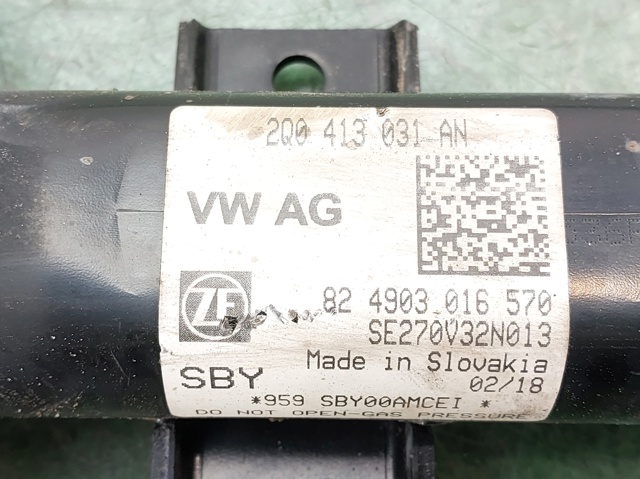 2Q0 413 031 AN
VW AG
ZF
82 4903 016 570
SE270V32N013
Made in Slovakia
SBY
02/18
*959 SBY00AMCEI *
DO NOT OPEN-GAS PRESSURE